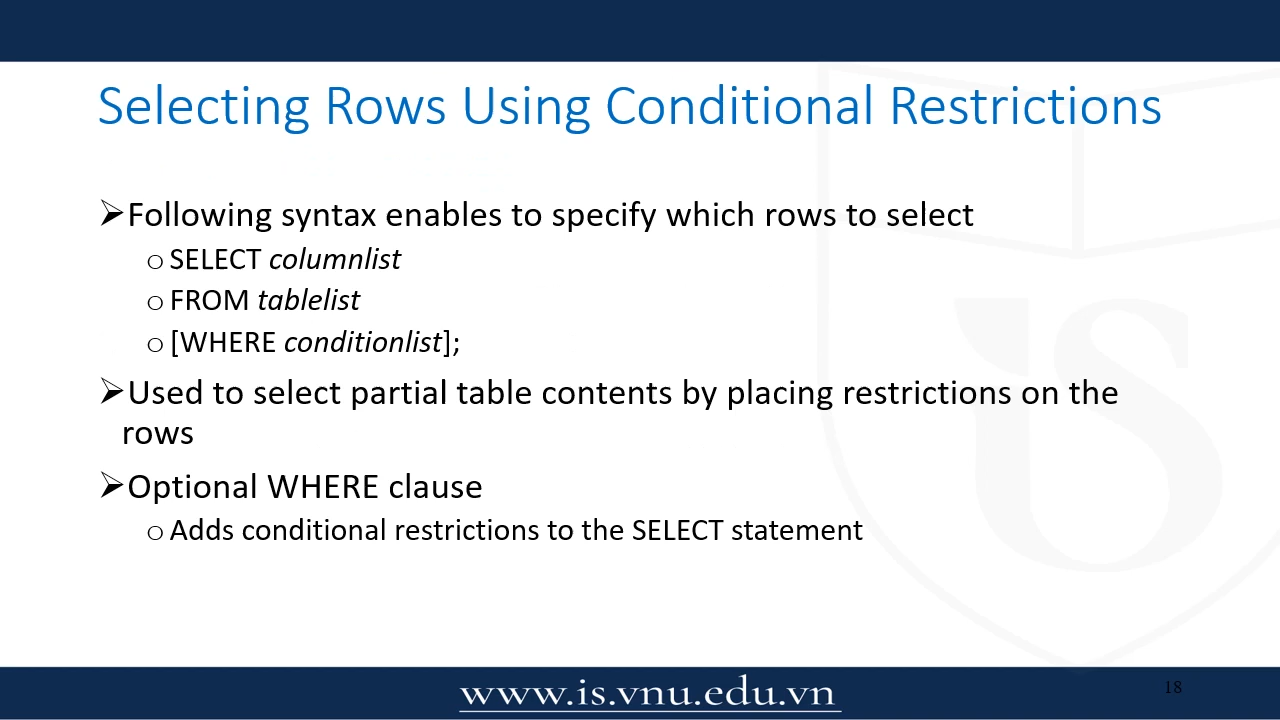 Selecting Rows Using Conditional Restrictions
➢Following syntax enables to specify which rows to select
o SELECT columnlist
o FROM tablelist
o [WHERE conditionlist];
➢Used to select partial table contents by placing restrictions on the
rows
➢Optional WHERE clause
o Adds conditional restrictions to the SELECT statement
www.is.vnu.edu.vn
18